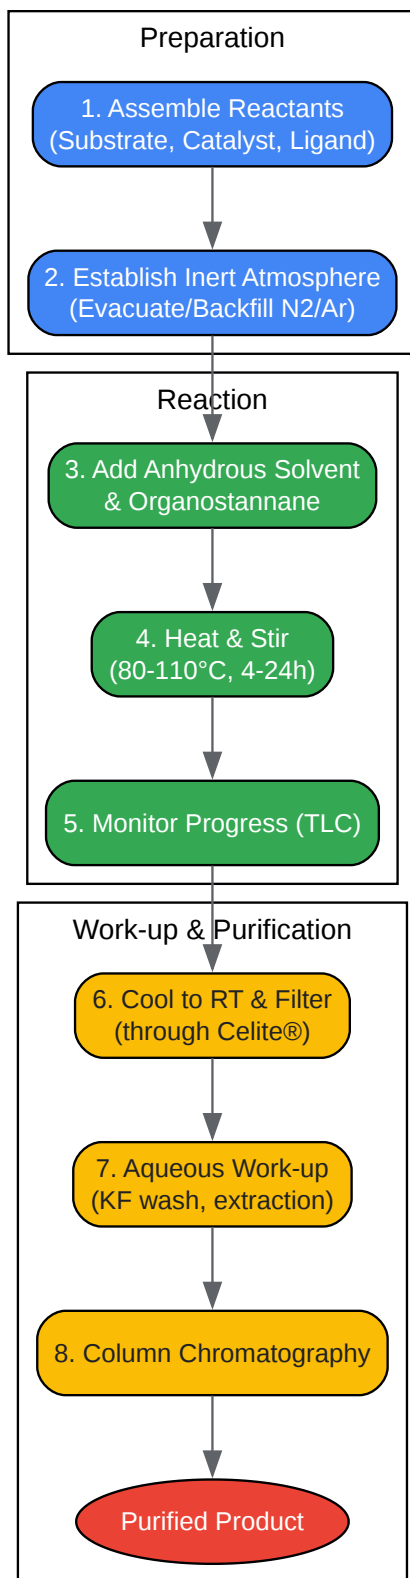 Preparation
1. Assemble Reactants
(Substrate, Catalyst, Ligand)
2. Establish Inert Atmosphere
(Evacuate/Backfill N2/Ar)
Reaction
3. Add Anhydrous Solvent
& Organostannane
4. Heat & Stir
(80-110°C, 4-24h)
5. Monitor Progress (TLC)
Work-up & Purification
6. Cool to RT & Filter
(through Celite®)
7. Aqueous Work-up
(KF wash, extraction)
8. Column Chromatography
Purified Product